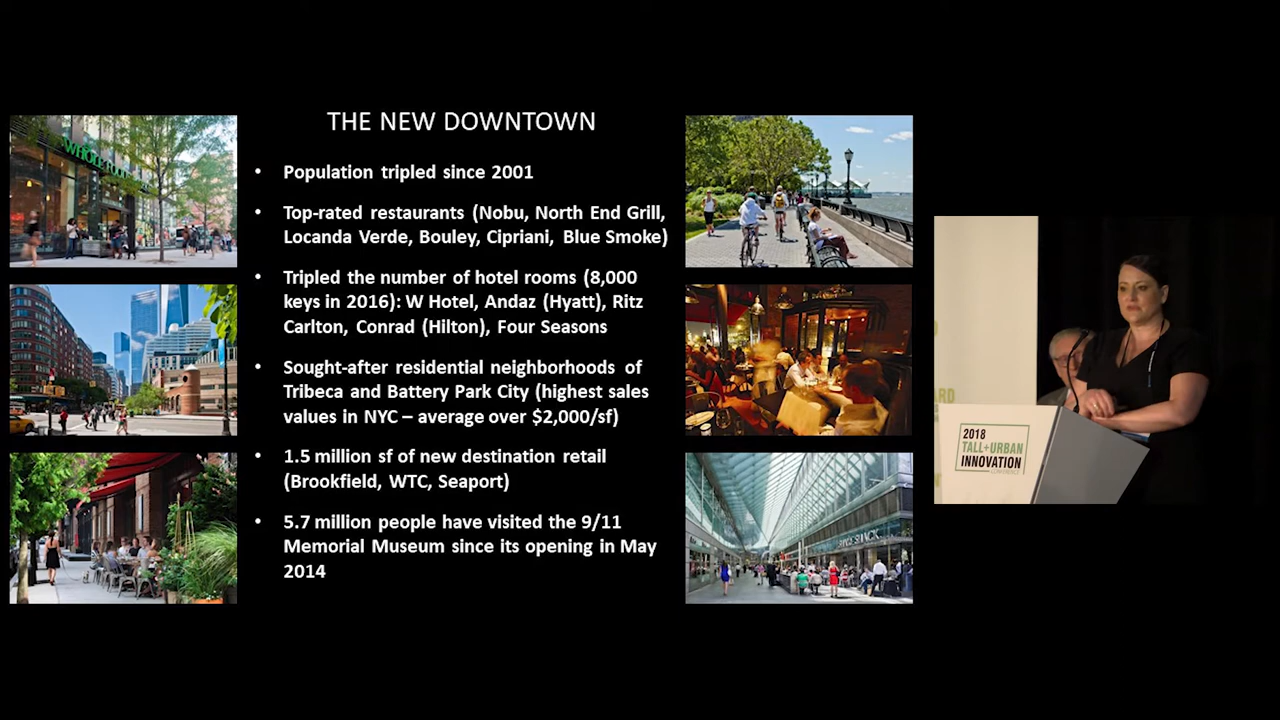 THE NEW DOWNTOWN
• Population tripled since 2001
• Top-rated restaurants (Nobu, North End Grill,
Locanda Verde, Bouley, Cipriani, Blue Smoke)
• Tripled the number of hotel rooms (8,000
keys in 2016): W Hotel, Andaz (Hyatt), Ritz
Carlton, Conrad (Hilton), Four Seasons
• Sought-after residential neighborhoods of
Tribeca and Battery Park City (highest sales
values in NYC – average over $2,000/sf)
• 1.5 million sf of new destination retail
(Brookfield, WTC, Seaport)
• 5.7 million people have visited the 9/11
Memorial Museum since its opening in May
2014
WHOLE FOODS
SHACK
2018
TALL+URBAN
INNOVATION
CONFERENCE